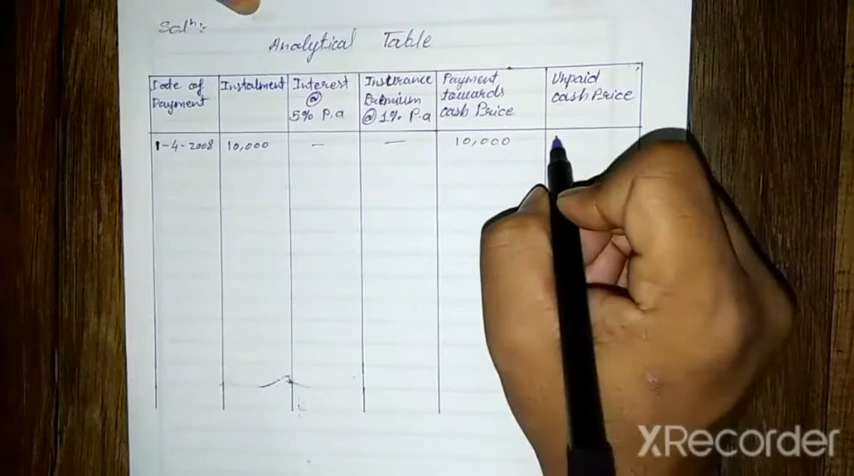 Solⁿ:-
Analytical Table
Date of Payment | Instalment | Interest @ 5% P.a | Insurance Premium @ 1% P.a | Payment towards cash Price | Unpaid cash Price
1-4-2008 | 10,000 | — | — | 10,000
XRecorder